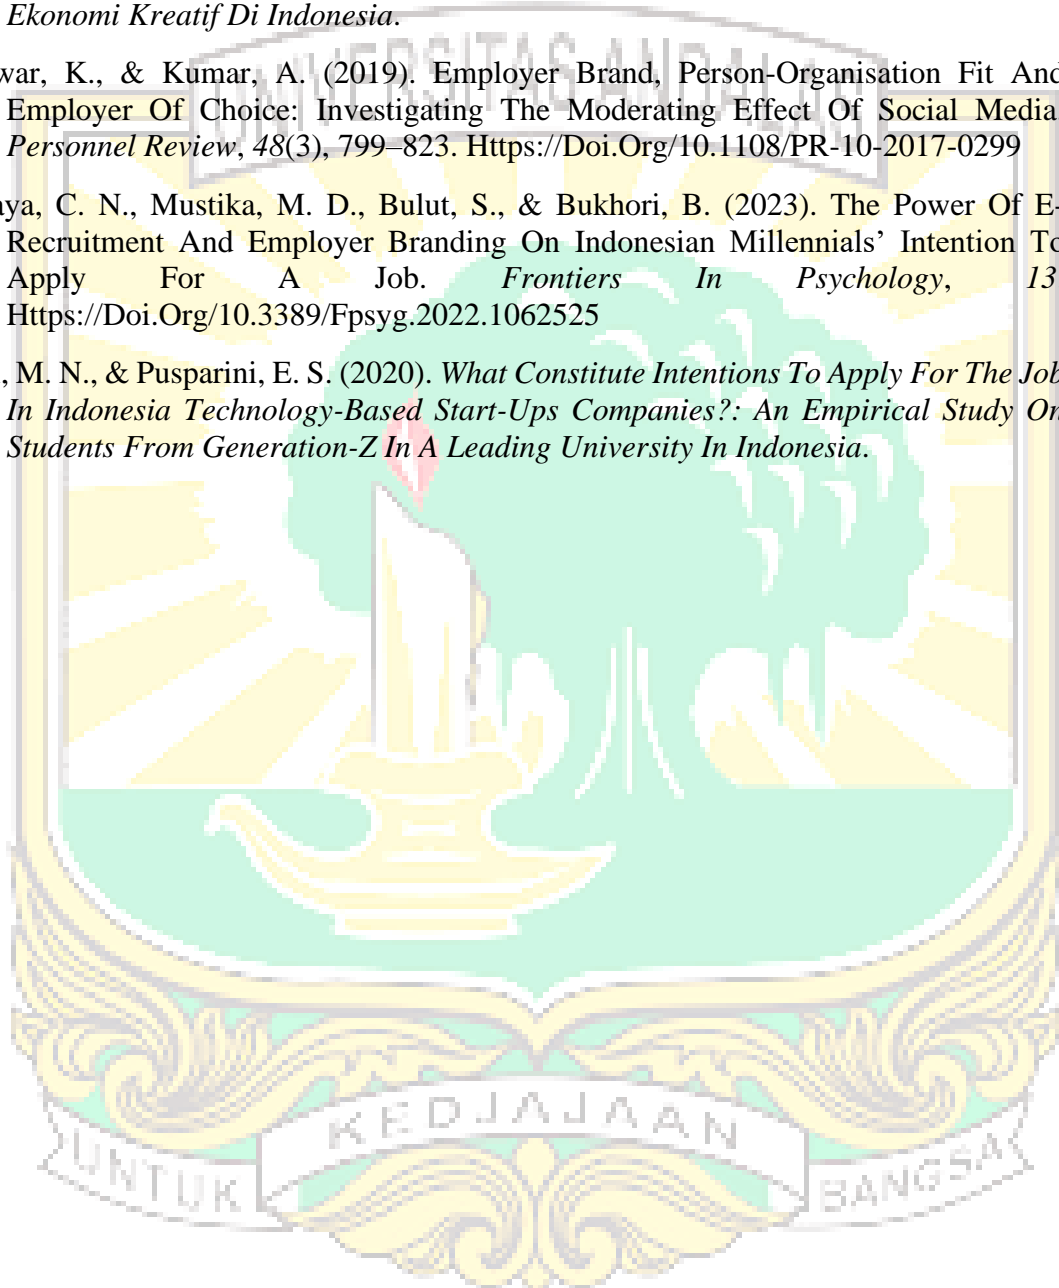 Ekonomi Kreatif Di Indonesia.
war, K., & Kumar, A. (2019). Employer Brand, Person-Organisation Fit And
Employer Of Choice: Investigating The Moderating Effect Of Social Media.
Personnel Review, 48(3), 799–823. Https://Doi.Org/10.1108/PR-10-2017-0299
aya, C. N., Mustika, M. D., Bulut, S., & Bukhori, B. (2023). The Power Of E-
Recruitment And Employer Branding On Indonesian Millennials’ Intention To
Apply For A Job. Frontiers In Psychology, 13
Https://Doi.Org/10.3389/Fpsyg.2022.1062525
, M. N., & Pusparini, E. S. (2020). What Constitute Intentions To Apply For The Job
In Indonesia Technology-Based Start-Ups Companies?: An Empirical Study On
Students From Generation-Z In A Leading University In Indonesia.
UNIVERSITAS ANDALAS
UNTUK KEDJAJAAN BANGSA